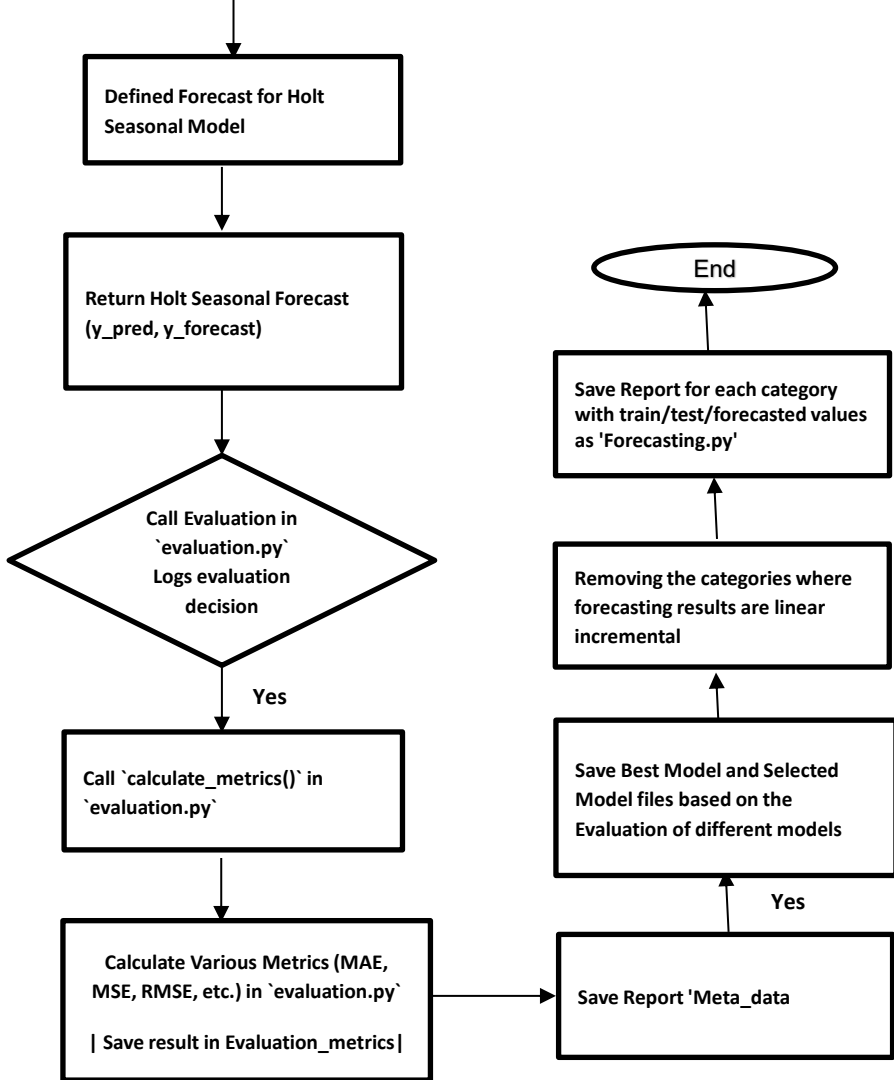 Defined Forecast for Holt
Seasonal Model
Return Holt Seasonal Forecast
(y_pred, y_forecast)
Call Evaluation in
`evaluation.py`
Logs evaluation
decision
Yes
Call `calculate_metrics()` in
`evaluation.py`
Calculate Various Metrics (MAE,
MSE, RMSE, etc.) in `evaluation.py`
| Save result in Evaluation_metrics|
Save Report 'Meta_data
Yes
Save Best Model and Selected
Model files based on the
Evaluation of different models
Removing the categories where
forecasting results are linear
incremental
Save Report for each category
with train/test/forecasted values
as 'Forecasting.py'
End